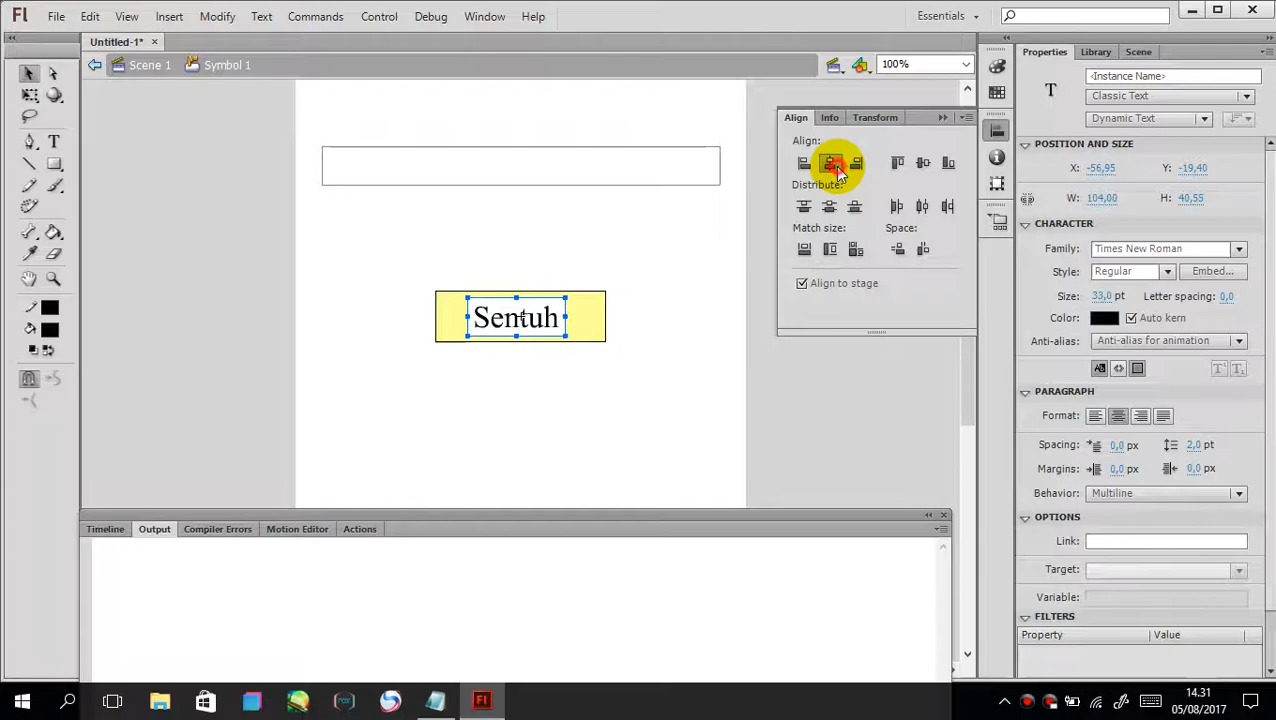 Fl File Edit View Insert Modify Text Commands Control Debug Window Help Essentials
Untitled-1*
Properties Library Scene
Scene 1 Symbol 1 100%
<Instance Name>
T Classic Text
Dynamic Text
Align Info Transform
Align:
POSITION AND SIZE
X: -56,95 Y: -19,40
Distribute:
W: 104,00 H: 40,55
CHARACTER
Match size: Space:
Family: Times New Roman
Style: Regular Embed...
Align to stage
Size: 33,0 pt Letter spacing: 0,0
Sentuh
Color: Auto kern
Anti-alias: Anti-alias for animation
PARAGRAPH
Format:
Spacing: 0,0 px 2,0 pt
Margins: 0,0 px 0,0 px
Behavior: Multiline
OPTIONS
Timeline Output Compiler Errors Motion Editor Actions
Link:
Target:
Variable:
FILTERS
Property Value
14.31
05/08/2017